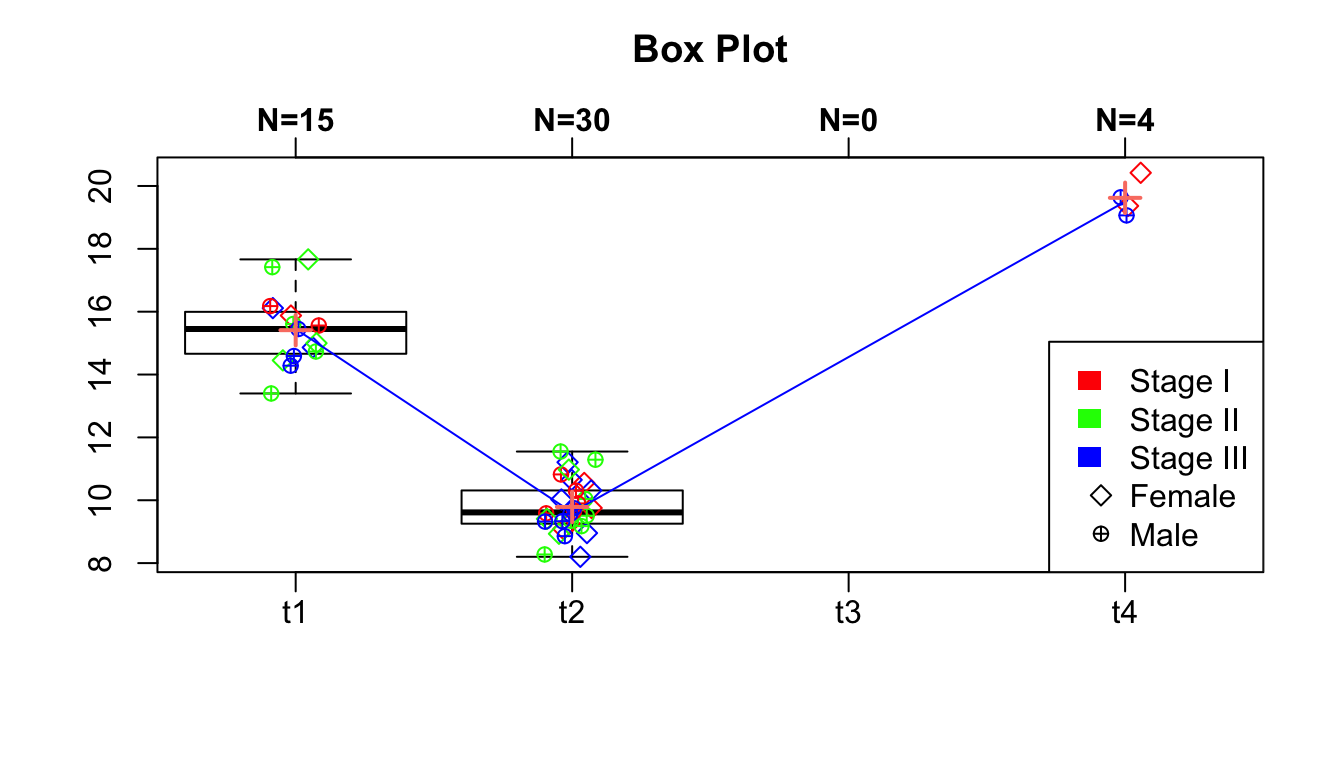 Box Plot
N=15 N=30 N=0 N=4
20
18
16
14
12
10
8
Stage I
Stage II
Stage III
Female
Male
t1 t2 t3 t4